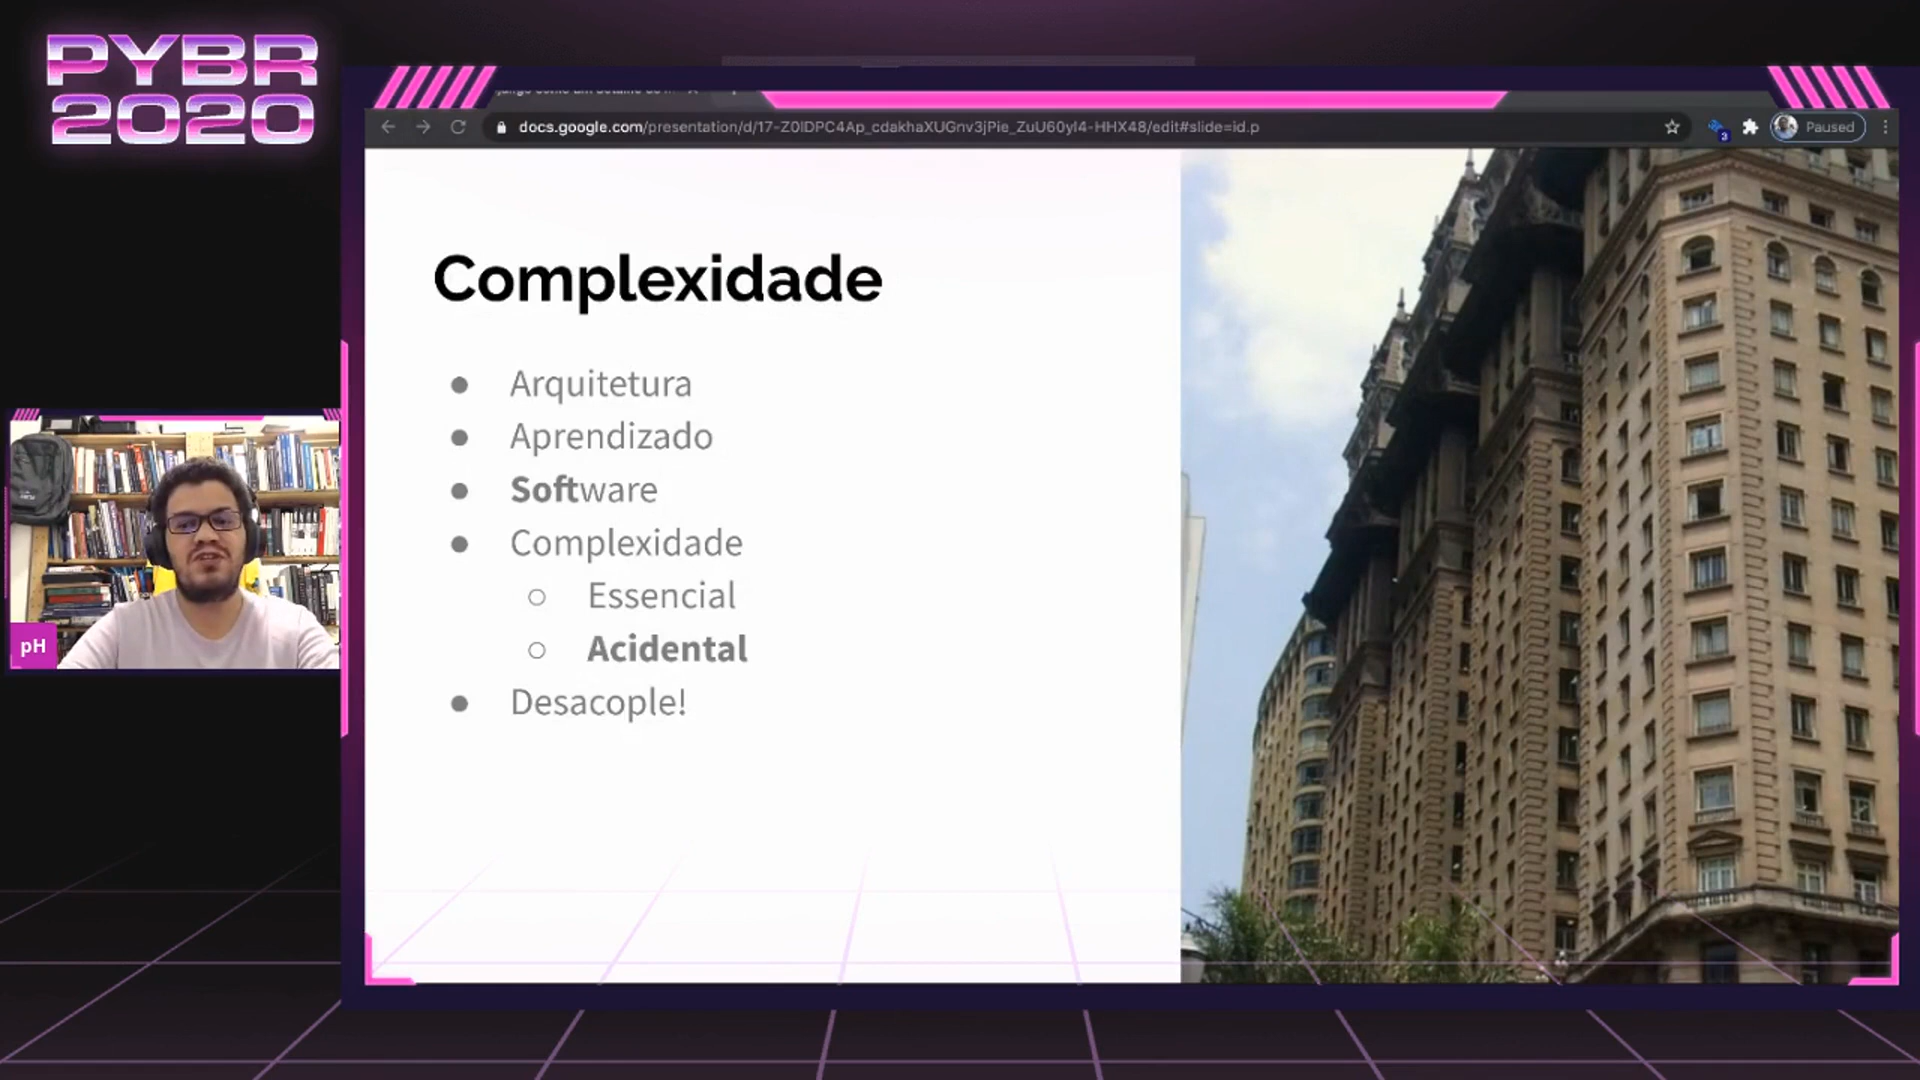 PYBR
2020
docs.google.com/presentation/d/17-Z0lDPC4Ap_cdakhaXUGnv3jPie_ZuU60yl4-HHX48/edit#slide=id.p
3
Paused
Complexidade
● Arquitetura
● Aprendizado
● Software
● Complexidade
○ Essencial
○ Acidental
● Desacople!
pH